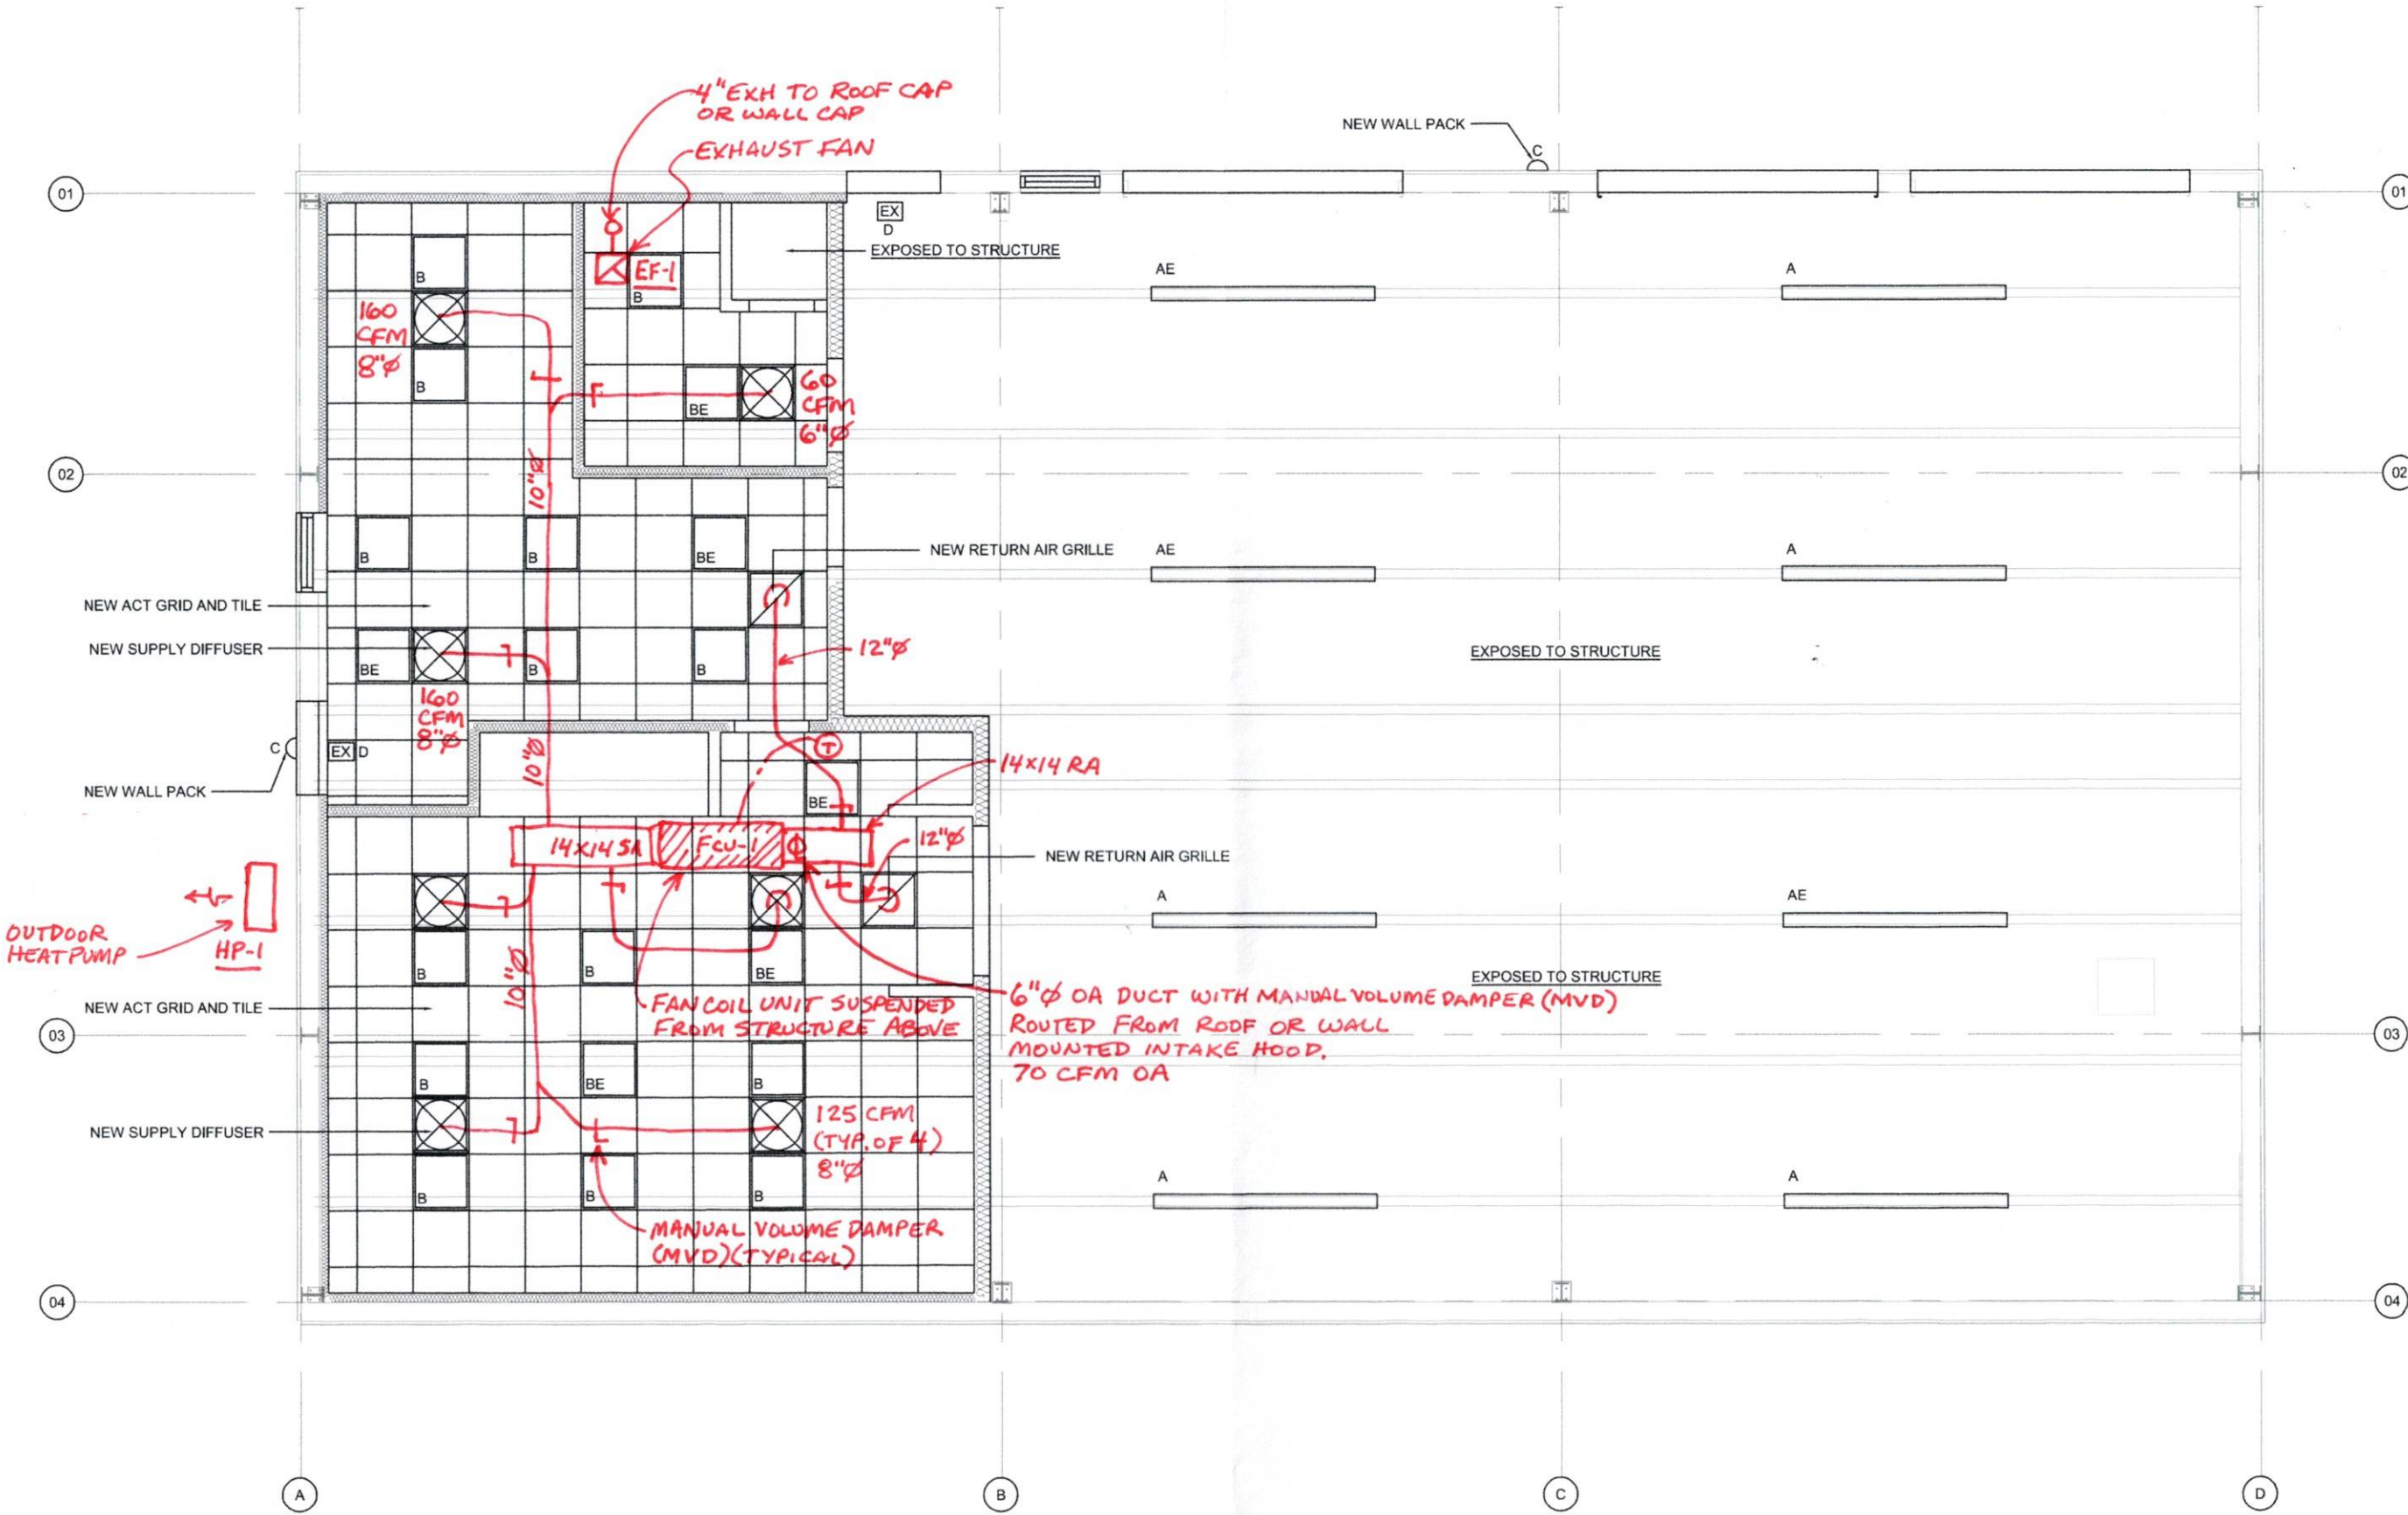 4"EXH TO ROOF CAP
OR WALL CAP
EXHAUST FAN
NEW WALL PACK
C
01
01
EX
D
EXPOSED TO STRUCTURE
B
EF-1
B
AE
A
160
CFM
8"Ø
B
BE
60
CFM
6"Ø
02
02
10"Ø
B
B
BE
NEW RETURN AIR GRILLE
AE
A
NEW ACT GRID AND TILE
NEW SUPPLY DIFFUSER
BE
B
B
12"Ø
EXPOSED TO STRUCTURE
160
CFM
8"Ø
C
EX D
10"Ø
T
NEW WALL PACK
BE
14x14 RA
14x14 SA
FCU-1
12"Ø
NEW RETURN AIR GRILLE
A
AE
OUTDOOR
HEAT PUMP
HP-1
B
B
BE
10"Ø
EXPOSED TO STRUCTURE
NEW ACT GRID AND TILE
FAN COIL UNIT SUSPENDED
FROM STRUCTURE ABOVE
6"Ø OA DUCT WITH MANUAL VOLUME DAMPER (MVD)
ROUTED FROM ROOF OR WALL
MOUNTED INTAKE HOOD.
70 CFM OA
03
03
B
BE
B
NEW SUPPLY DIFFUSER
125 CFM
(TYP. OF 4)
8"Ø
B
B
B
A
A
MANUAL VOLUME DAMPER
(MVD)(TYPICAL)
04
04
A
B
C
D